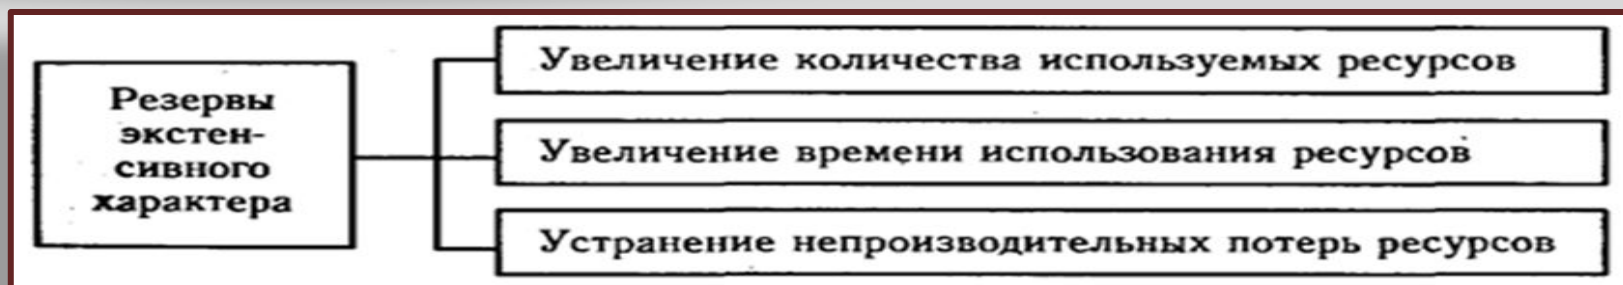 Резервы
экстен-
сивного
характера
Увеличение количества используемых ресурсов
Увеличение времени использования ресурсов
Устранение непроизводительных потерь ресурсов